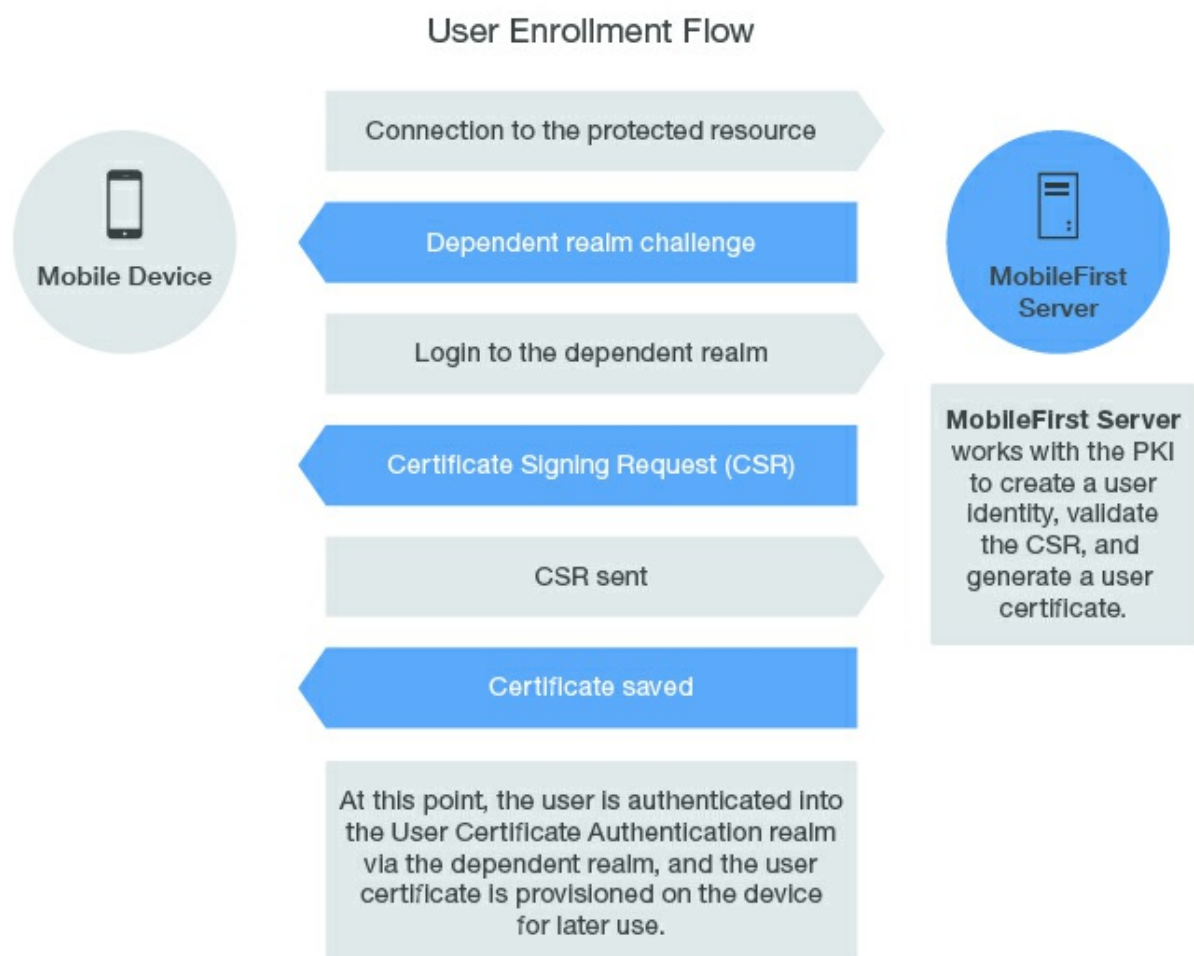 User Enrollment Flow
Connection to the protected resource
Mobile Device
Dependent realm challenge
MobileFirst
Server
Login to the dependent realm
Certificate Signing Request (CSR)
CSR sent
Certificate saved
MobileFirst Server
works with the PKI
to create a user
identity, validate
the CSR, and
generate a user
certificate.
At this point, the user is authenticated into
the User Certificate Authentication realm
via the dependent realm, and the user
certificate is provisioned on the device
for later use.